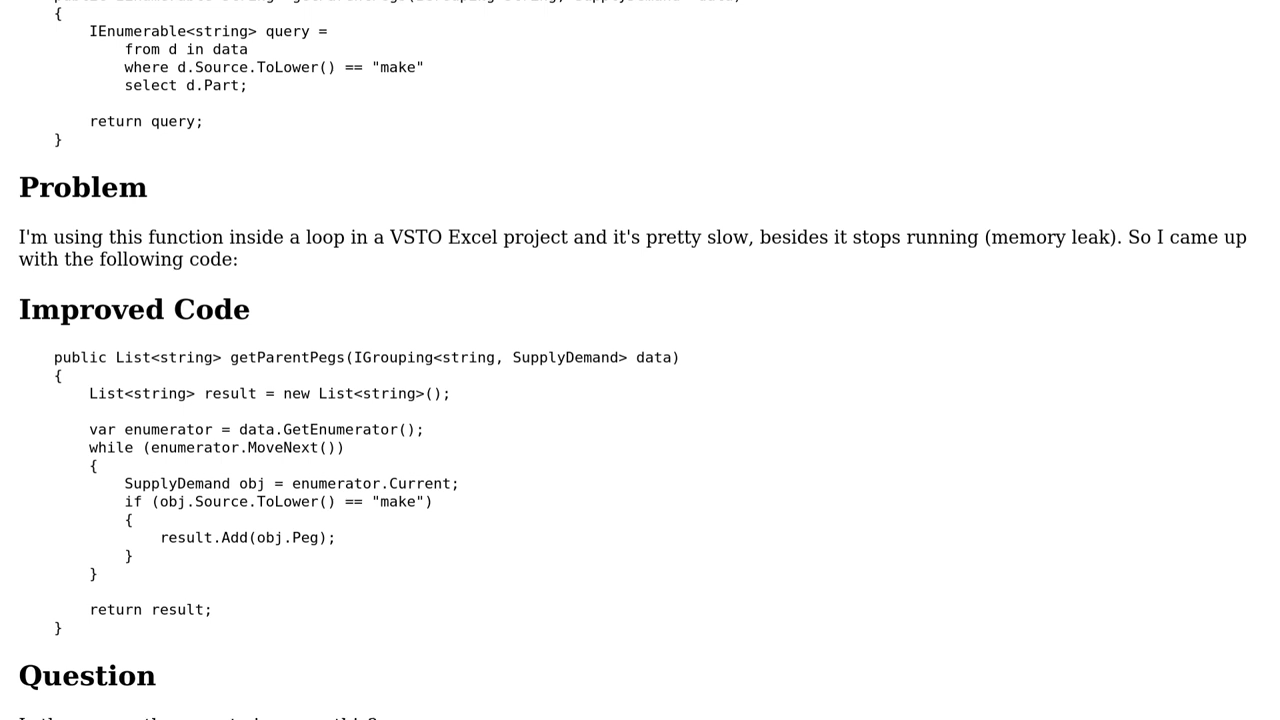 {
IEnumerable<string> query =
from d in data
where d.Source.ToLower() == "make"
select d.Part;
return query;
}
Problem
I'm using this function inside a loop in a VSTO Excel project and it's pretty slow, besides it stops running (memory leak). So I came up
with the following code:
Improved Code
public List<string> getParentPegs(IGrouping<string, SupplyDemand> data)
{
List<string> result = new List<string>();
var enumerator = data.GetEnumerator();
while (enumerator.MoveNext())
{
SupplyDemand obj = enumerator.Current;
if (obj.Source.ToLower() == "make")
{
result.Add(obj.Peg);
}
}
return result;
}
Question